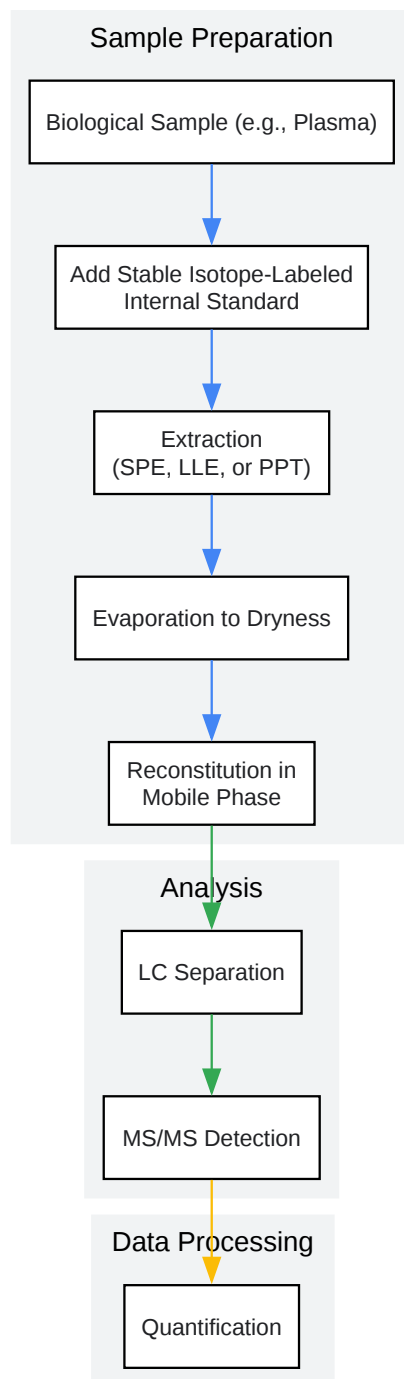 Sample Preparation
Biological Sample (e.g., Plasma)
Add Stable Isotope-Labeled
Internal Standard
Extraction
(SPE, LLE, or PPT)
Evaporation to Dryness
Reconstitution in
Mobile Phase
Analysis
LC Separation
MS/MS Detection
Data Processing
Quantification